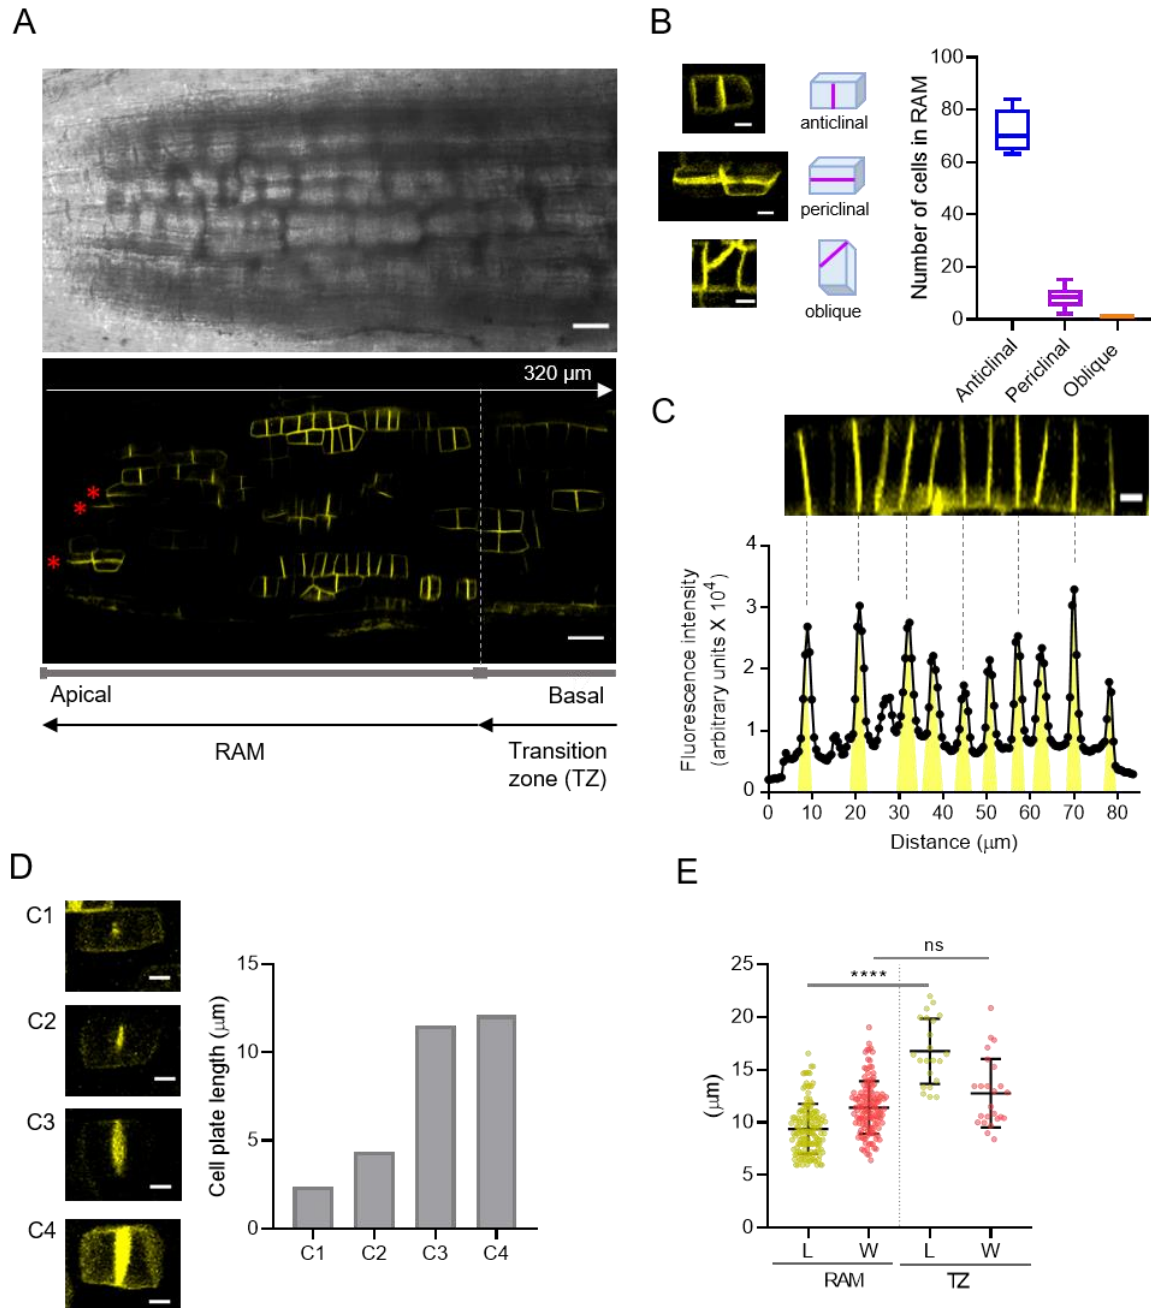 A
320 µm
*
*
*
Apical
Basal
RAM
Transition
zone (TZ)
B
anticlinal
periclinal
oblique
Number of cells in RAM
100
80
60
40
20
0
Anticlinal
Periclinal
Oblique
C
Fluorescence intensity
(arbitrary units X 10⁴)
4
3
2
1
0
0 10 20 30 40 50 60 70 80
Distance (µm)
D
C1
C2
C3
C4
Cell plate length (µm)
15
10
5
0
C1 C2 C3 C4
E
ns
****
(µm)
25
20
15
10
5
0
L W L W
RAM TZ